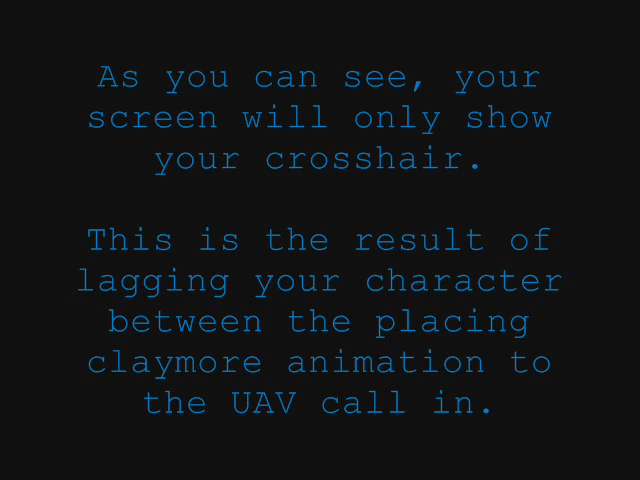 As you can see, your
screen will only show
your crosshair.
This is the result of
lagging your character
between the placing
claymore animation to
the UAV call in.